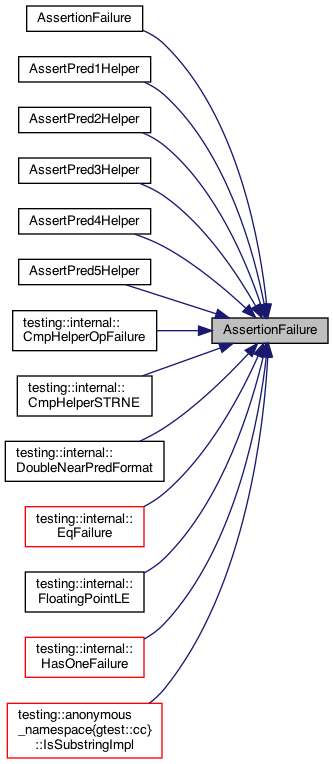 AssertionFailure
AssertPred1Helper
AssertPred2Helper
AssertPred3Helper
AssertPred4Helper
AssertPred5Helper
AssertionFailure
testing::internal::
CmpHelperOpFailure
testing::internal::
CmpHelperSTRNE
testing::internal::
DoubleNearPredFormat
testing::internal::
EqFailure
testing::internal::
FloatingPointLE
testing::internal::
HasOneFailure
testing::anonymous
_namespace{gtest::cc}
::IsSubstringImpl